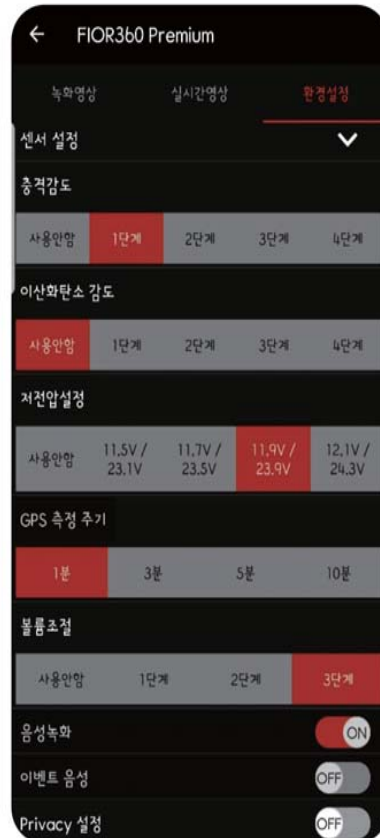 ← FIOR360 Premium
녹화영상 실시간영상 환경설정
센서 설정
충격감도
사용안함 1단계 2단계 3단계 4단계
이산화탄소 감도
사용안함 1단계 2단계 3단계 4단계
저전압설정
사용안함 11.5V / 23.1V 11.7V / 23.5V 11.9V / 23.9V 12.1V / 24.3V
GPS 측정 주기
1분 3분 5분 10분
볼륨조절
사용안함 1단계 2단계 3단계
음성녹화 ON
이벤트 음성 OFF
Privacy 설정 OFF